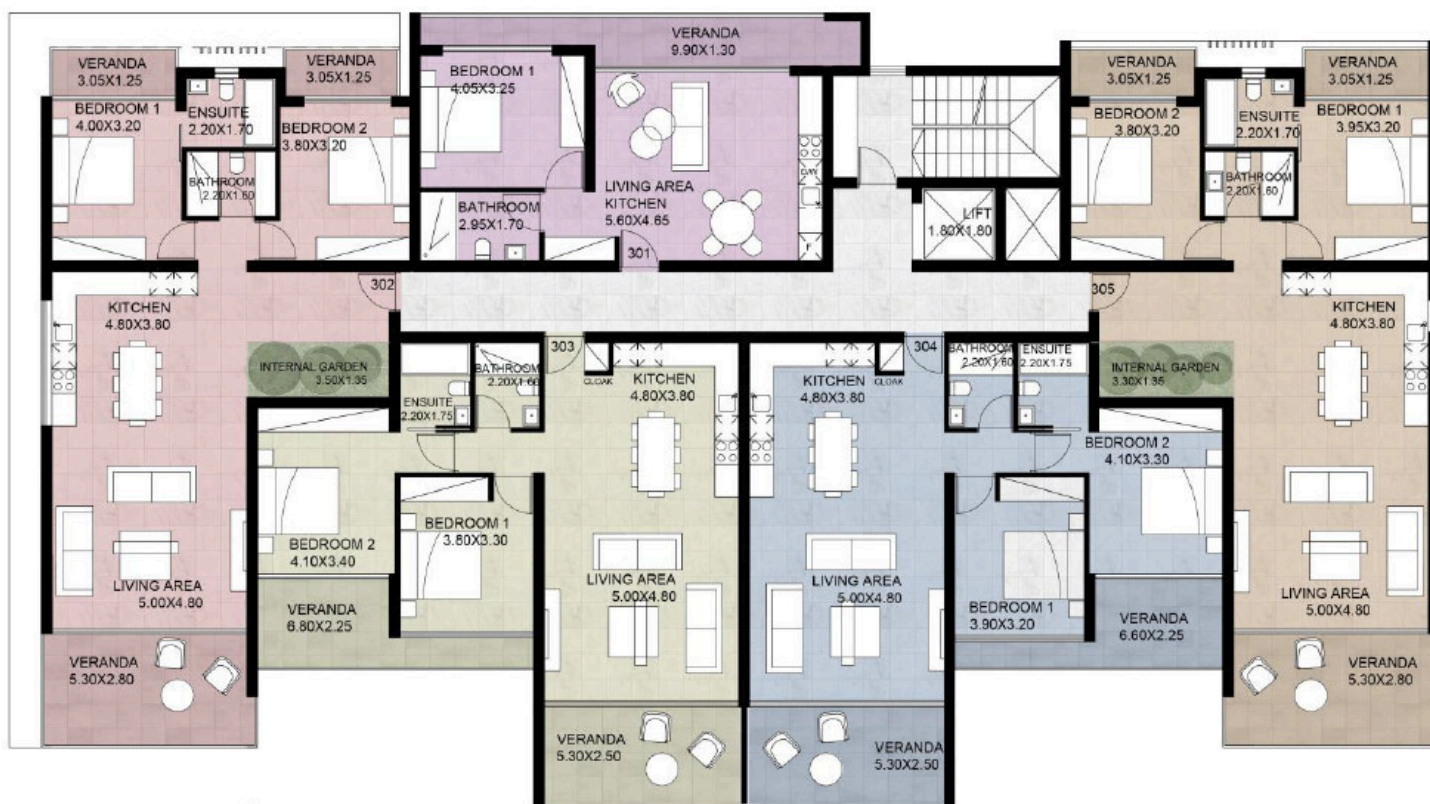 VERANDA
3.05X1.25
VERANDA
3.05X1.25
BEDROOM 1
4.00X3.20
ENSUITE
2.20X1.70
BEDROOM 2
3.80X3.20
BATHROOM
2.20X1.60
VERANDA
9.90X1.30
BEDROOM 1
4.05X3.25
LIVING AREA
KITCHEN
5.60X4.65
BATHROOM
2.95X1.70
301
LIFT
1.80X1.80
VERANDA
3.05X1.25
VERANDA
3.05X1.25
BEDROOM 2
3.80X3.20
ENSUITE
2.20X1.70
BEDROOM 1
3.95X3.20
BATHROOM
2.20X1.60
302
KITCHEN
4.80X3.80
INTERNAL GARDEN
3.50X1.35
LIVING AREA
5.00X4.80
VERANDA
5.30X2.80
303
CLOAK
BATHROOM
2.20X1.60
ENSUITE
2.20X1.75
KITCHEN
4.80X3.80
BEDROOM 2
4.10X3.40
BEDROOM 1
3.80X3.30
LIVING AREA
5.00X4.80
VERANDA
6.80X2.25
VERANDA
5.30X2.50
304
CLOAK
KITCHEN
4.80X3.80
BATHROOM
2.20X1.60
ENSUITE
2.20X1.75
BEDROOM 2
4.10X3.30
LIVING AREA
5.00X4.80
BEDROOM 1
3.90X3.20
VERANDA
6.60X2.25
VERANDA
5.30X2.50
305
KITCHEN
4.80X3.80
INTERNAL GARDEN
3.30X1.35
LIVING AREA
5.00X4.80
VERANDA
5.30X2.80